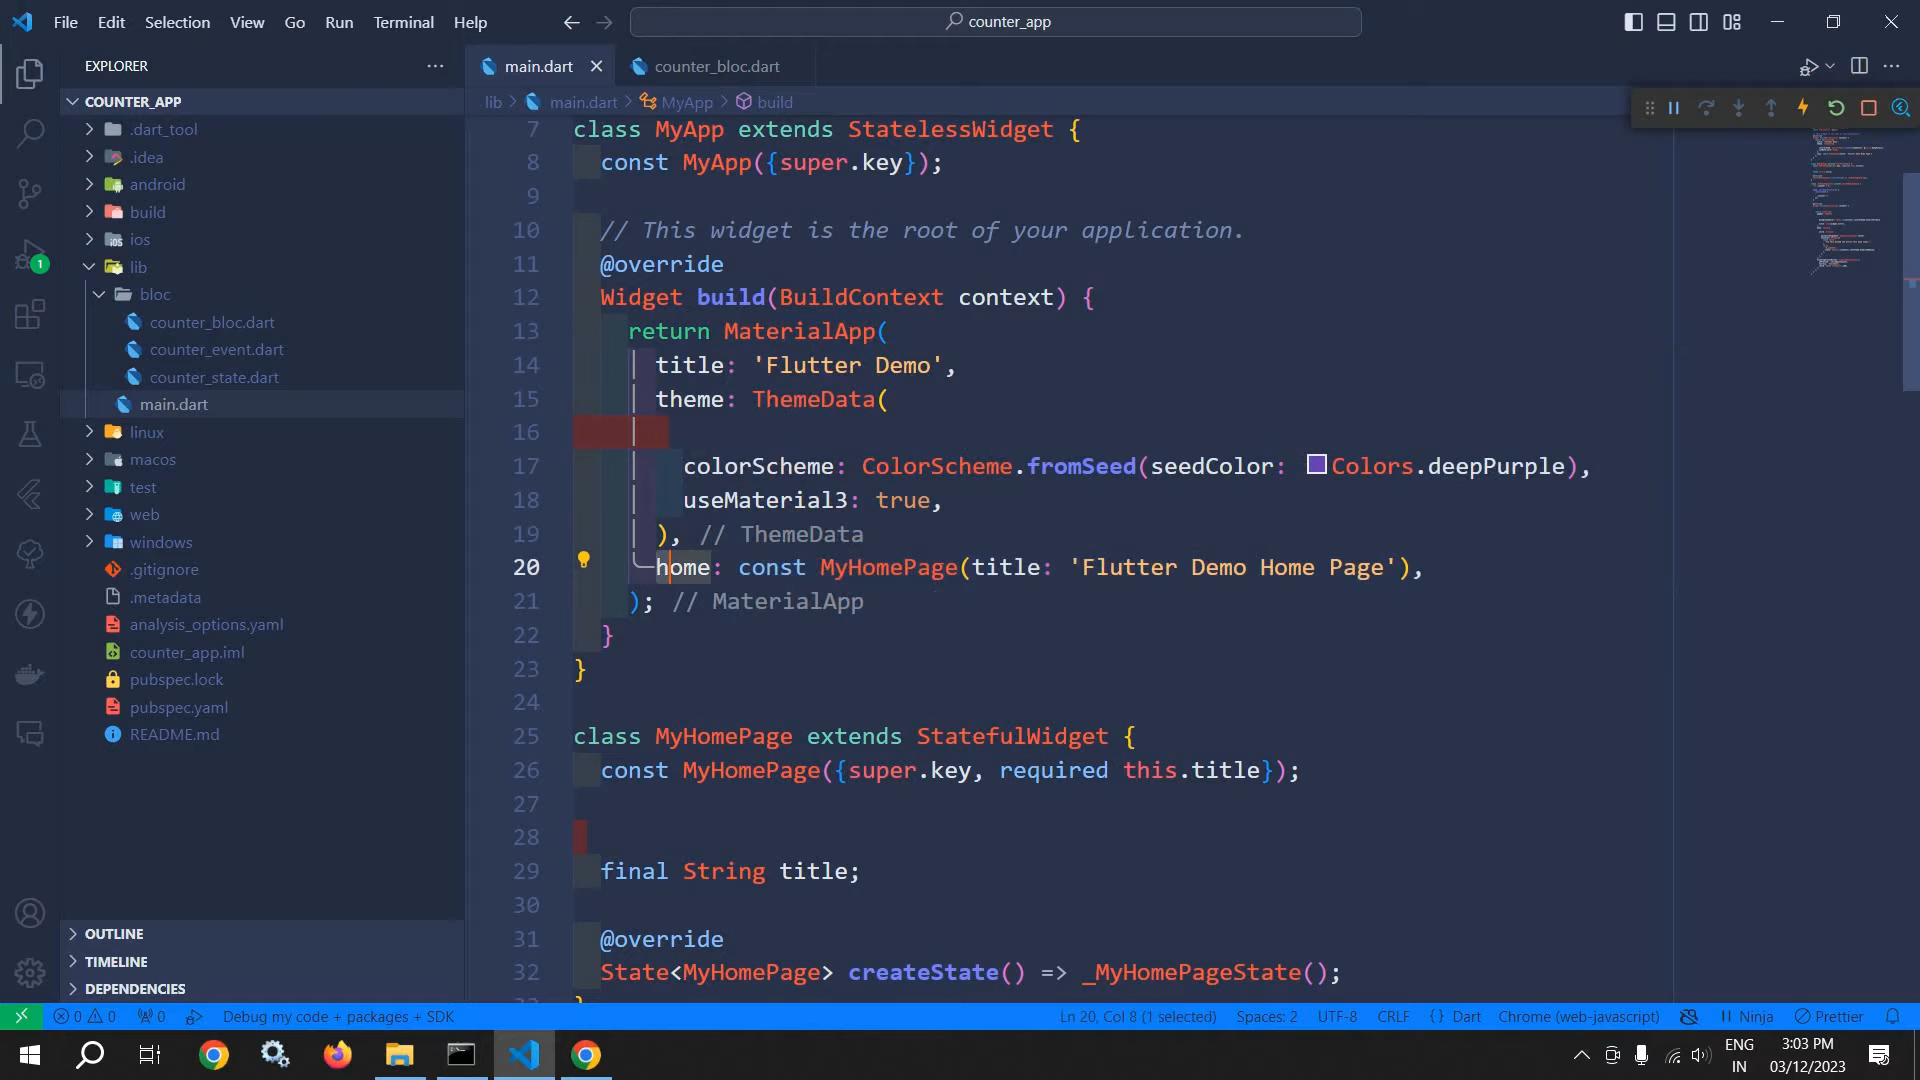 File Edit Selection View Go Run Terminal Help
counter_app
EXPLORER
COUNTER_APP
.dart_tool
.idea
android
build
ios
lib
bloc
counter_bloc.dart
counter_event.dart
counter_state.dart
main.dart
linux
macos
test
web
windows
.gitignore
.metadata
analysis_options.yaml
counter_app.iml
pubspec.lock
pubspec.yaml
README.md
OUTLINE
TIMELINE
DEPENDENCIES
1
main.dart counter_bloc.dart
lib main.dart MyApp build
7 class MyApp extends StatelessWidget {
8 const MyApp({super.key});
9
10 // This widget is the root of your application.
11 @override
12 Widget build(BuildContext context) {
13 return MaterialApp(
14 title: 'Flutter Demo',
15 theme: ThemeData(
16
17 colorScheme: ColorScheme.fromSeed(seedColor: Colors.deepPurple),
18 useMaterial3: true,
19 ), // ThemeData
20 home: const MyHomePage(title: 'Flutter Demo Home Page'),
21 ); // MaterialApp
22 }
23 }
24
25 class MyHomePage extends StatefulWidget {
26 const MyHomePage({super.key, required this.title});
27
28
29 final String title;
30
31 @override
32 State<MyHomePage> createState() => _MyHomePageState();
0 0 0 Debug my code + packages + SDK Ln 20, Col 8 (1 selected) Spaces: 2 UTF-8 CRLF {} Dart Chrome (web-javascript) Ninja Prettier
ENG
IN
3:03 PM
03/12/2023